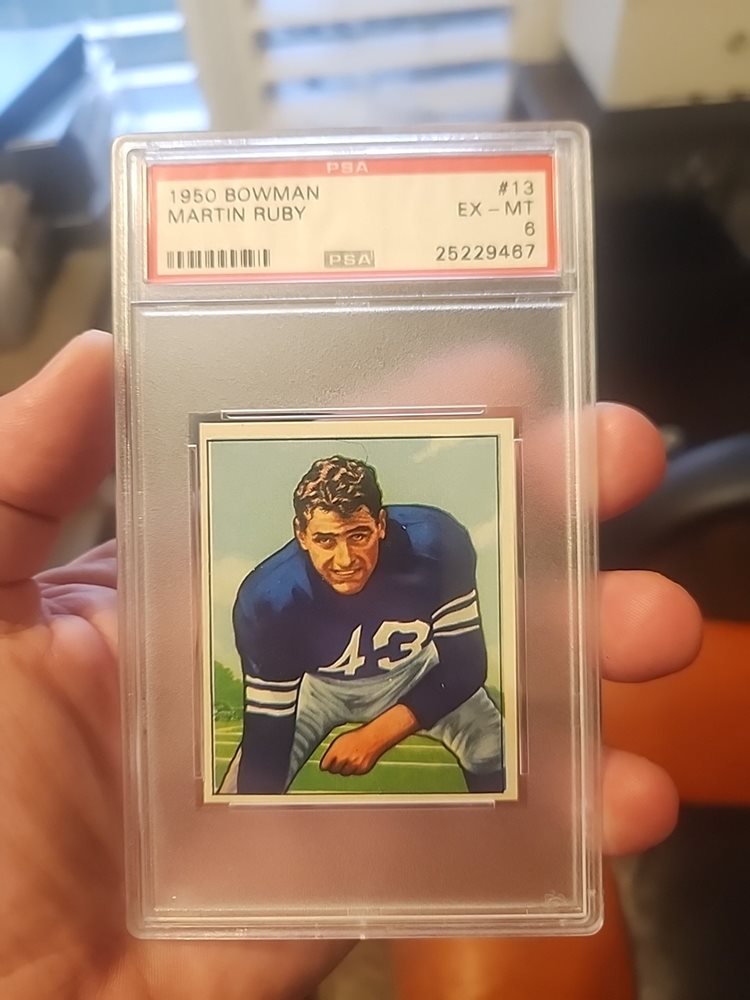 PSA
1950 BOWMAN #13
MARTIN RUBY EX - MT
6
PSA 25229467
43